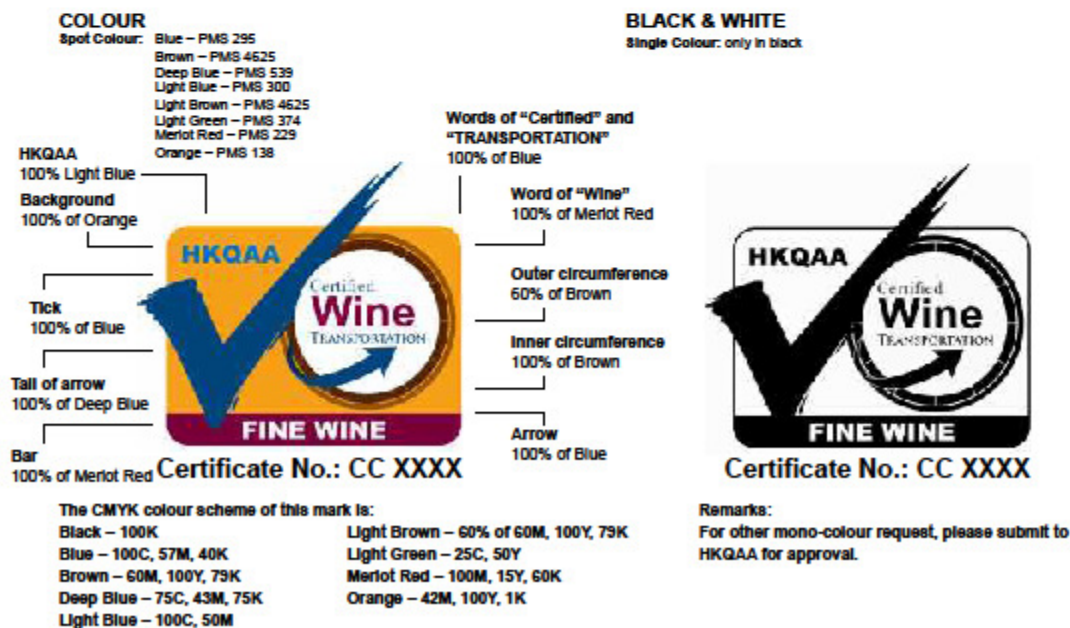 COLOUR
Spot Colour: Blue – PMS 295
Brown – PMS 4625
Deep Blue – PMS 539
Light Blue – PMS 300
Light Brown – PMS 4625
Light Green – PMS 374
Merlot Red – PMS 229
Orange – PMS 138
HKQAA
100% Light Blue
Background
100% of Orange
Tick
100% of Blue
Tail of arrow
100% of Deep Blue
Bar
100% of Merlot Red
Words of “Certified” and
“TRANSPORTATION”
100% of Blue
Word of “Wine”
100% of Merlot Red
Outer circumference
60% of Brown
Inner circumference
100% of Brown
Arrow
100% of Blue
HKQAA
Certified
Wine
TRANSPORTATION
FINE WINE
Certificate No.: CC XXXX
The CMYK colour scheme of this mark is:
Black – 100K
Blue – 100C, 57M, 40K
Brown – 60M, 100Y, 79K
Deep Blue – 75C, 43M, 75K
Light Blue – 100C, 50M
Light Brown – 60% of 60M, 100Y, 79K
Light Green – 25C, 50Y
Merlot Red – 100M, 15Y, 60K
Orange – 42M, 100Y, 1K
BLACK & WHITE
Single Colour: only in black
HKQAA
Certified
Wine
TRANSPORTATION
FINE WINE
Certificate No.: CC XXXX
Remarks:
For other mono-colour request, please submit to
HKQAA for approval.